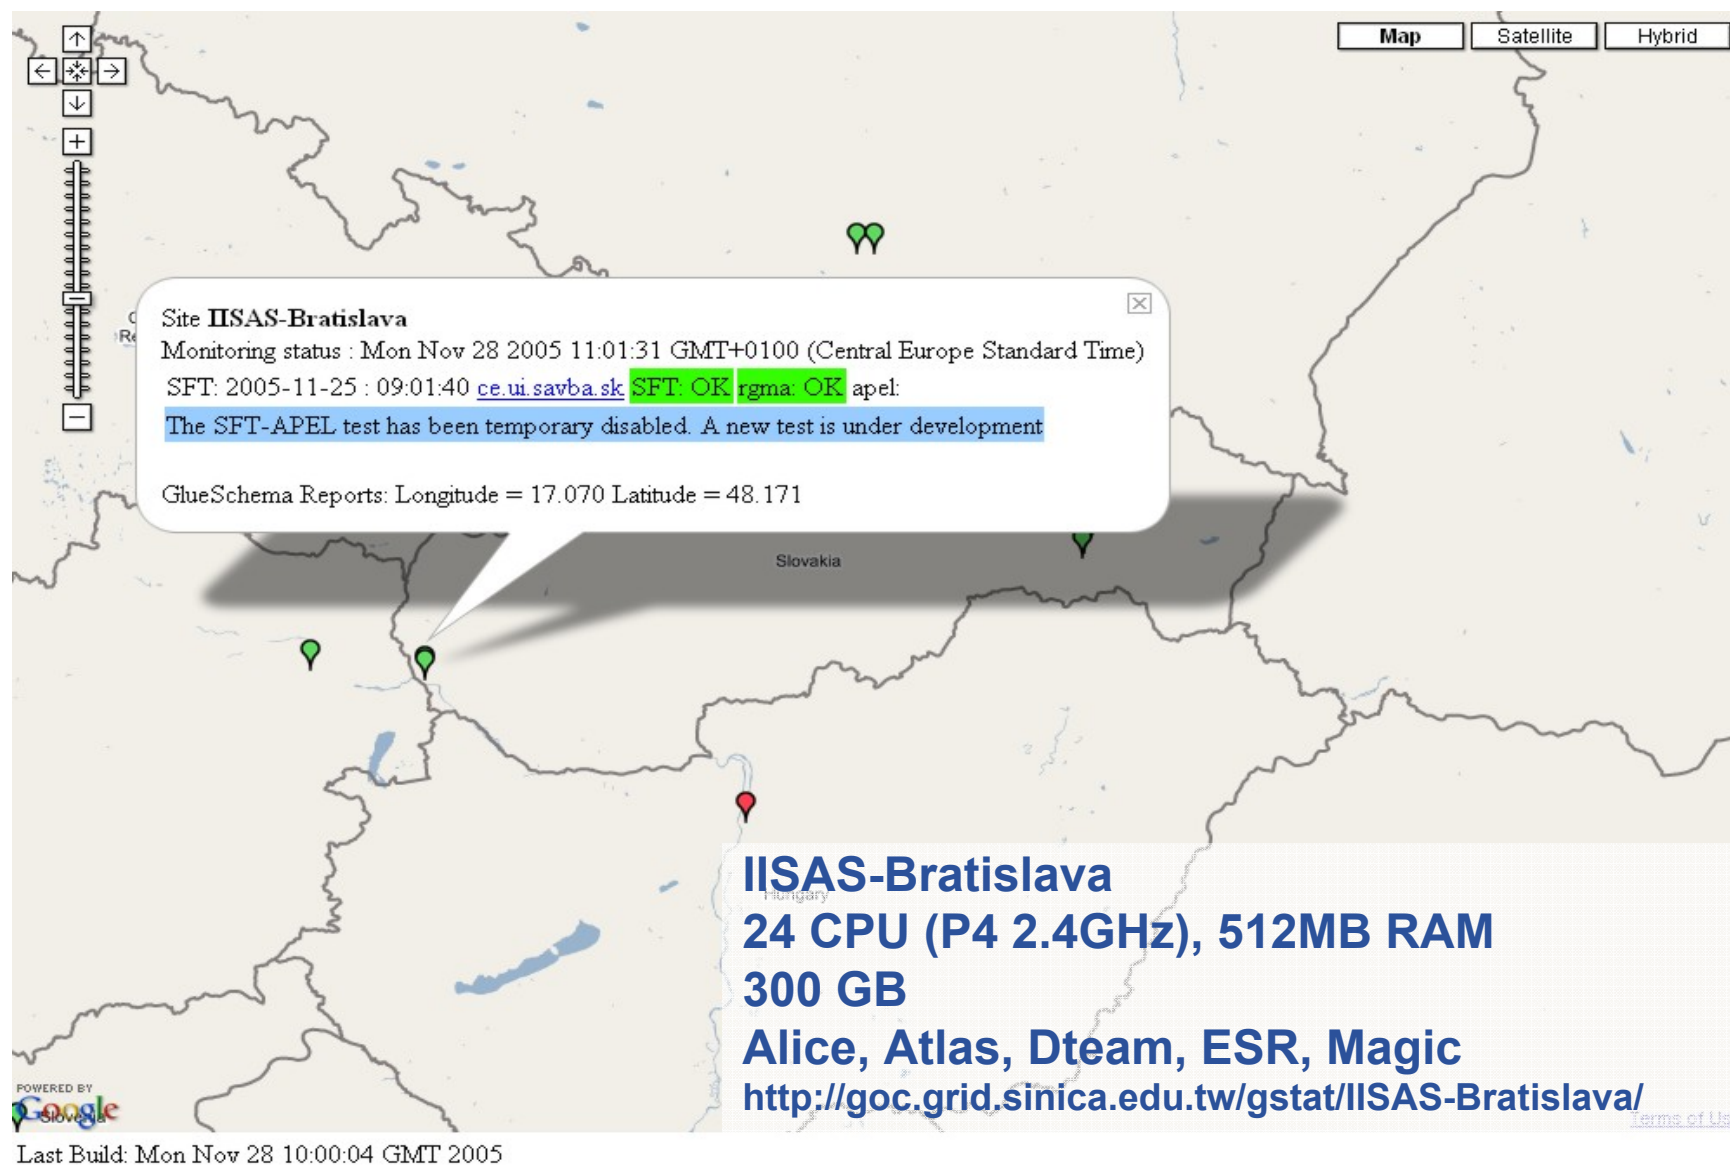 Map Satellite Hybrid
Site IISAS-Bratislava
Monitoring status : Mon Nov 28 2005 11:01:31 GMT+0100 (Central Europe Standard Time)
SFT: 2005-11-25 : 09:01:40 ce.ui.savba.sk SFT: OK rgma: OK apel:
The SFT-APEL test has been temporary disabled. A new test is under development
GlueSchema Reports: Longitude = 17.070 Latitude = 48.171
Slovakia
Hungary
IISAS-Bratislava
24 CPU (P4 2.4GHz), 512MB RAM
300 GB
Alice, Atlas, Dteam, ESR, Magic
http://goc.grid.sinica.edu.tw/gstat/IISAS-Bratislava/
POWERED BY
Google
Slovenia
Terms of Us
Last Build: Mon Nov 28 10:00:04 GMT 2005